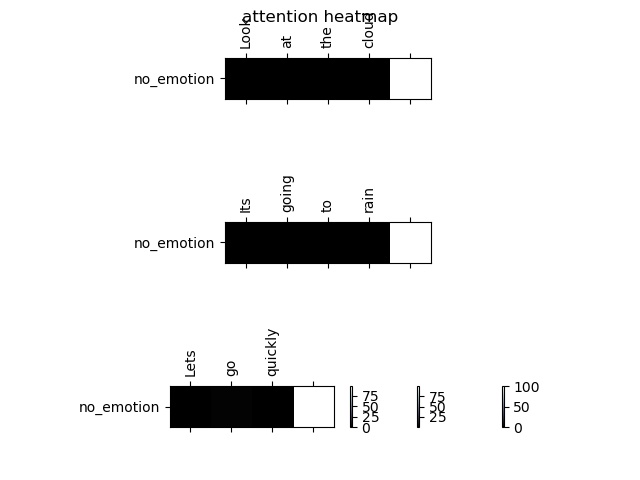 attention heatmap
Look at the cloud
no_emotion
Its going to rain
no_emotion
Lets go quickly
no_emotion
75
50
25
0
75
50
25
100
50
0